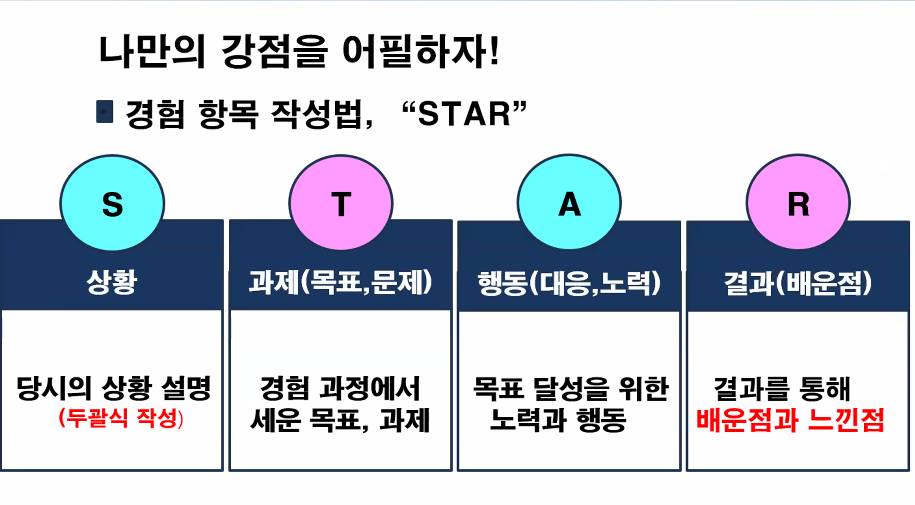 나만의 강점을 어필하자!
경험 항목 작성법, “STAR”
S
T
A
R
상황
과제(목표,문제)
행동(대응,노력)
결과(배운점)
당시의 상황 설명
(두괄식 작성)
경험 과정에서
세운 목표, 과제
목표 달성을 위한
노력과 행동
결과를 통해
배운점과 느낀점